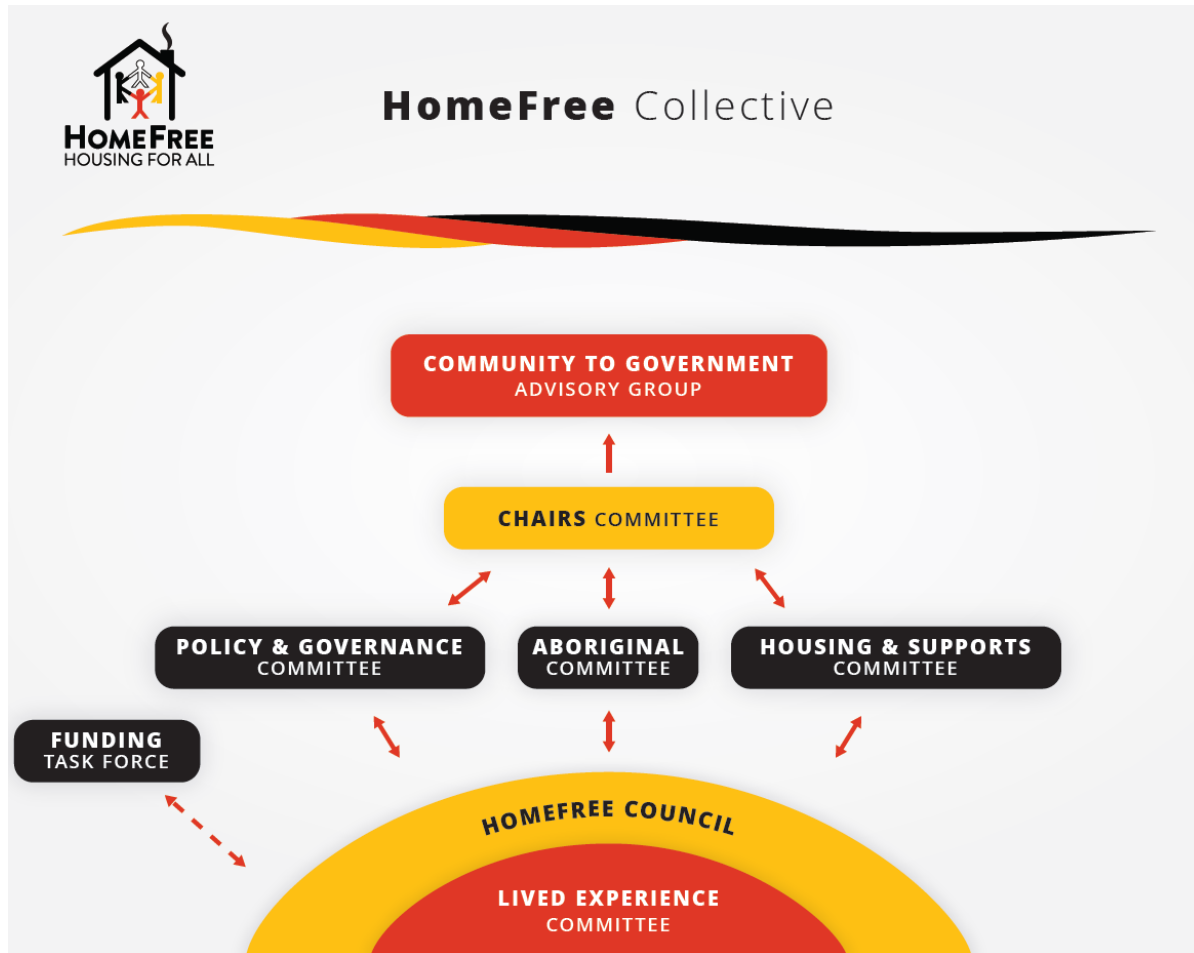 HOMEFREE
HOUSING FOR ALL
HomeFree Collective
COMMUNITY TO GOVERNMENT
ADVISORY GROUP
CHAIRS COMMITTEE
POLICY & GOVERNANCE
COMMITTEE
ABORIGINAL
COMMITTEE
HOUSING & SUPPORTS
COMMITTEE
FUNDING
TASK FORCE
HOMEFREE COUNCIL
LIVED EXPERIENCE
COMMITTEE